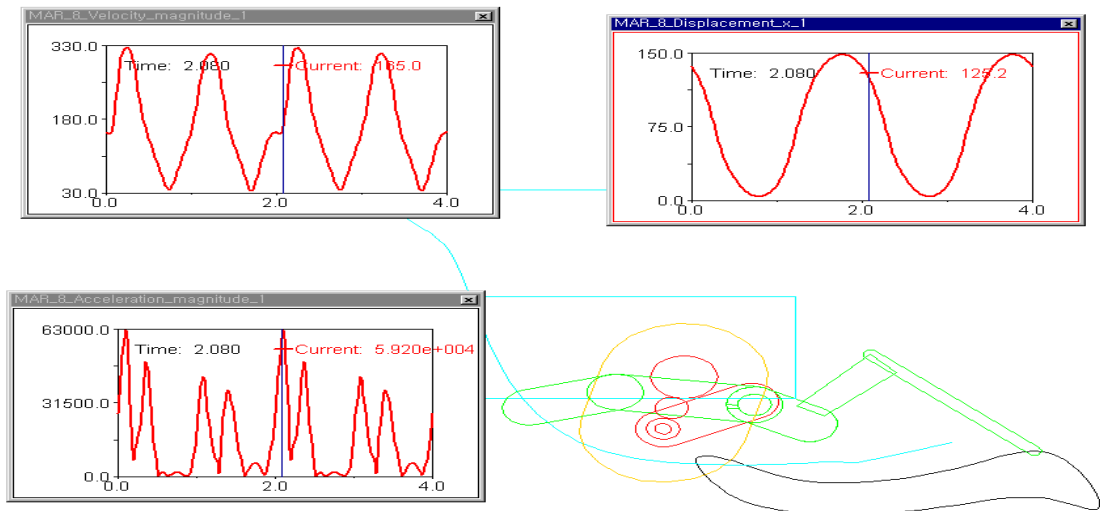 MAR_8_Velocity_magnitude_1
330.0
Time: 2.080 Current: 165.0
180.0
30.0
0.0 2.0 4.0
MAR_8_Displacement_x_1
150.0
Time: 2.080 Current: 125.2
75.0
0.0
0.0 2.0 4.0
MAR_8_Acceleration_magnitude_1
63000.0
Time: 2.080 Current: 5.920e+004
31500.0
0.0
0.0 2.0 4.0